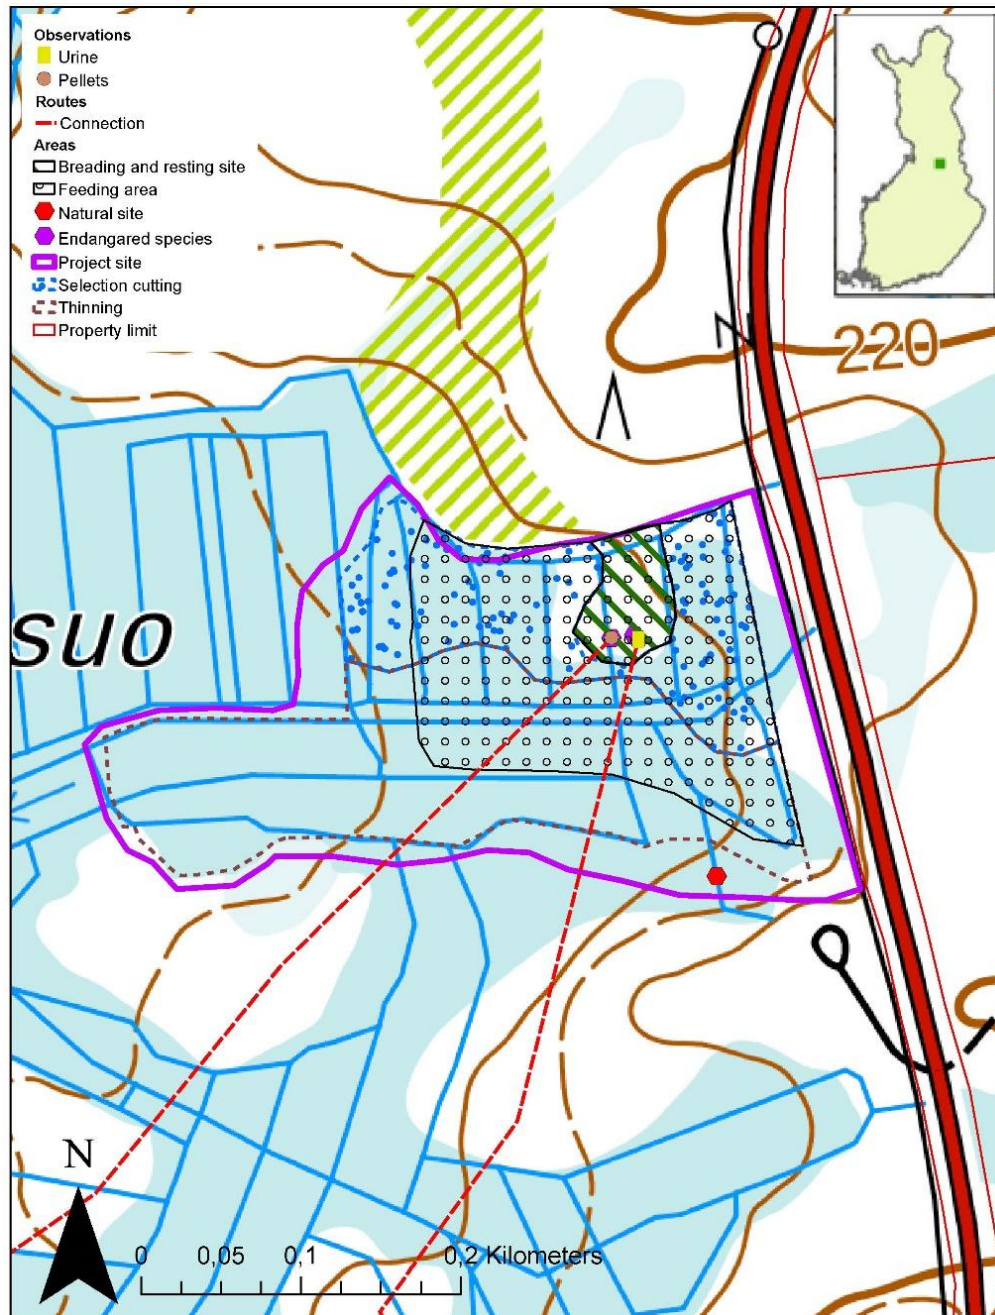 Observations
Urine
Pellets
Routes
Connection
Areas
Breading and resting site
Feeding area
Natural site
Endangared species
Project site
Selection cutting
Thinning
Property limit
220
suo
N
0 0,05 0,1 0,2 Kilometers